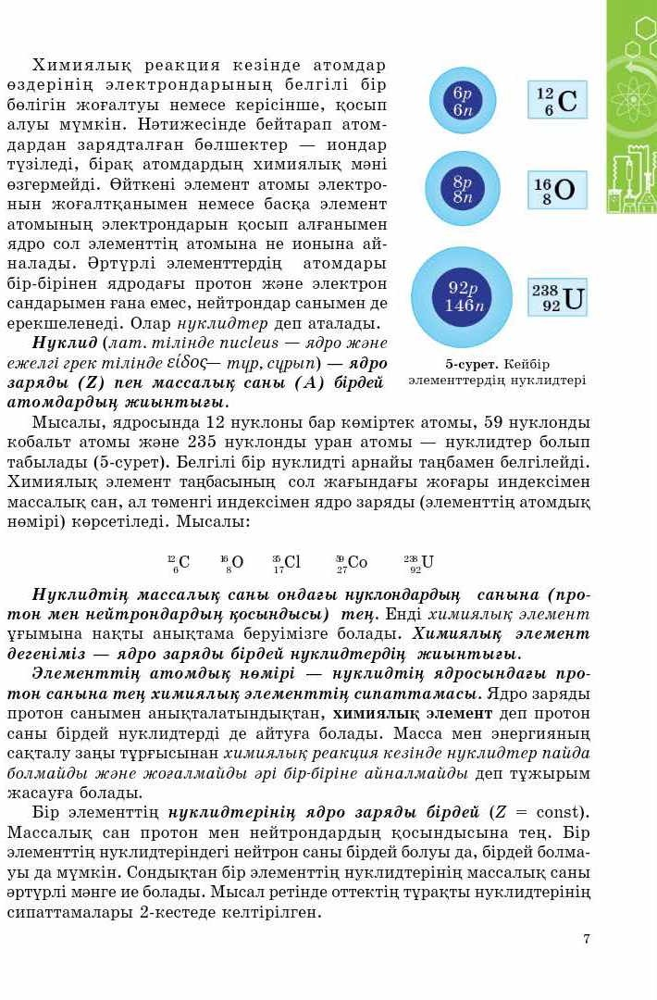 Химиялық реакция кезінде атомдар
өздерінің электрондарының белгілі бір
бөлігін жоғалтуы немесе керісінше, қосып
алуы мүмкін. Нәтижесінде бейтарап атом-
дардан зарядталған бөлшектер — иондар
түзіледі, бірақ атомдардың химиялық мәні
өзгермейді. Өйткені элемент атомы электро-
нын жоғалтқанымен немесе басқа элемент
атомының электрондарын қосып алғанымен
ядро сол элементтің атомына не ионына ай-
налады. Әртүрлі элементтердің атомдары
бір-бірінен ядродағы протон және электрон
сандарымен ғана емес, нейтрондар санымен де
ерекшеленеді. Олар нуклидтер деп аталады.
Нуклид (лат. тілінде nucleus — ядро және
ежелгі грек тілінде εἶδος— түр, сұрып) — ядро
заряды (Z) пен массалық саны (A) бірдей
атомдардың жиынтығы.
6p
6n
12
6 C
8p
8n
16
8 O
92p
146n
238
92 U
5-сурет. Кейбір
элементтердің нуклидтері
Мысалы, ядросында 12 нуклоны бар көміртек атомы, 59 нуклонды
кобальт атомы және 235 нуклонды уран атомы — нуклидтер болып
табылады (5-сурет). Белгілі бір нуклидті арнайы таңбамен белгілейді.
Химиялық элемент таңбасының сол жағындағы жоғары индексімен
массалық сан, ал төменгі индексімен ядро заряды (элементтің атомдық
нөмірі) көрсетіледі. Мысалы:
¹²₆C ¹⁶₈O ³⁵₁₇Cl ⁵⁹₂₇Co ²³⁸₉₂U
Нуклидтің массалық саны ондағы нуклондардың санына (про-
тон мен нейтрондардың қосындысы) тең. Енді химиялық элемент
ұғымына нақты анықтама беруімізге болады. Химиялық элемент
дегеніміз — ядро заряды бірдей нуклидтердің жиынтығы.
Элементтің атомдық нөмірі — нуклидтің ядросындағы про-
тон санына тең химиялық элементтің сипаттамасы. Ядро заряды
протон санымен анықталатындықтан, химиялық элемент деп протон
саны бірдей нуклидтерді де айтуға болады. Масса мен энергияның
сақталу заңы тұрғысынан химиялық реакция кезінде нуклидтер пайда
болмайды және жоғалмайды әрі бір-біріне айналмайды деп тұжырым
жасауға болады.
Бір элементтің нуклидтерінің ядро заряды бірдей (Z = const).
Массалық сан протон мен нейтрондардың қосындысына тең. Бір
элементтің нуклидтеріндегі нейтрон саны бірдей болуы да, бірдей болма-
уы да мүмкін. Сондықтан бір элементтің нуклидтерінің массалық саны
әртүрлі мәнге ие болады. Мысал ретінде оттектің тұрақты нуклидтерінің
сипаттамалары 2-кестеде келтірілген.
7